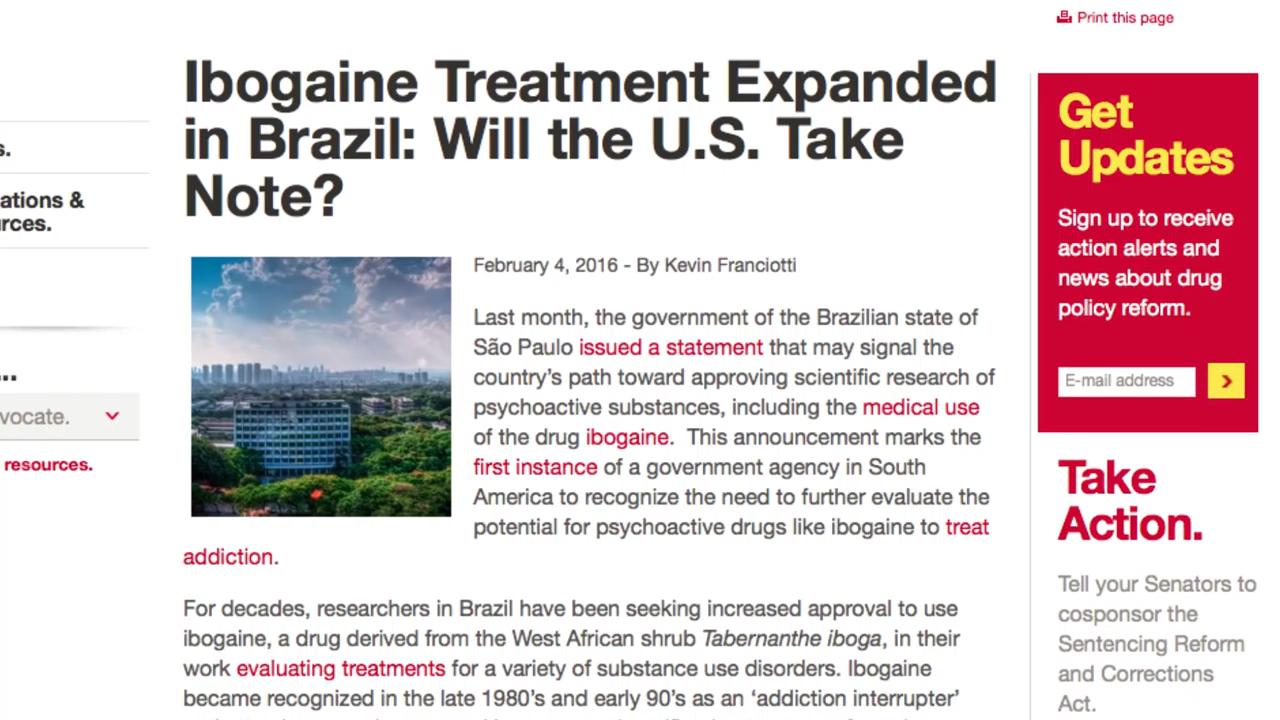 Print this page
Ibogaine Treatment Expanded
in Brazil: Will the U.S. Take
Note?
s.
ations &
rces.
...
vocate.
resources.
February 4, 2016 - By Kevin Franciotti
Last month, the government of the Brazilian state of
São Paulo issued a statement that may signal the
country’s path toward approving scientific research of
psychoactive substances, including the medical use
of the drug ibogaine.  This announcement marks the
first instance of a government agency in South
America to recognize the need to further evaluate the
potential for psychoactive drugs like ibogaine to treat
addiction.
For decades, researchers in Brazil have been seeking increased approval to use
ibogaine, a drug derived from the West African shrub Tabernanthe iboga, in their
work evaluating treatments for a variety of substance use disorders. Ibogaine
became recognized in the late 1980’s and early 90’s as an ‘addiction interrupter’
Get
Updates
Sign up to receive
action alerts and
news about drug
policy reform.
E-mail address
Take
Action.
Tell your Senators to
cosponsor the
Sentencing Reform
and Corrections
Act.